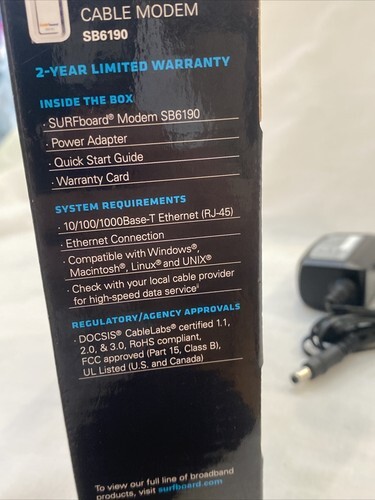 CABLE MODEM
SB6190
2-YEAR LIMITED WARRANTY
INSIDE THE BOX
· SURFboard® Modem SB6190
· Power Adapter
· Quick Start Guide
· Warranty Card
SYSTEM REQUIREMENTS
· 10/100/1000Base-T Ethernet (RJ-45)
· Ethernet Connection
· Compatible with Windows®,
Macintosh®, Linux® and UNIX®
· Check with your local cable provider
for high-speed data service
REGULATORY/AGENCY APPROVALS
· DOCSIS® CableLabs® certified 1.1,
2.0, & 3.0, RoHS compliant,
FCC approved (Part 15, Class B),
UL Listed (U.S. and Canada)
To view our full line of broadband
products, visit surfboard.com